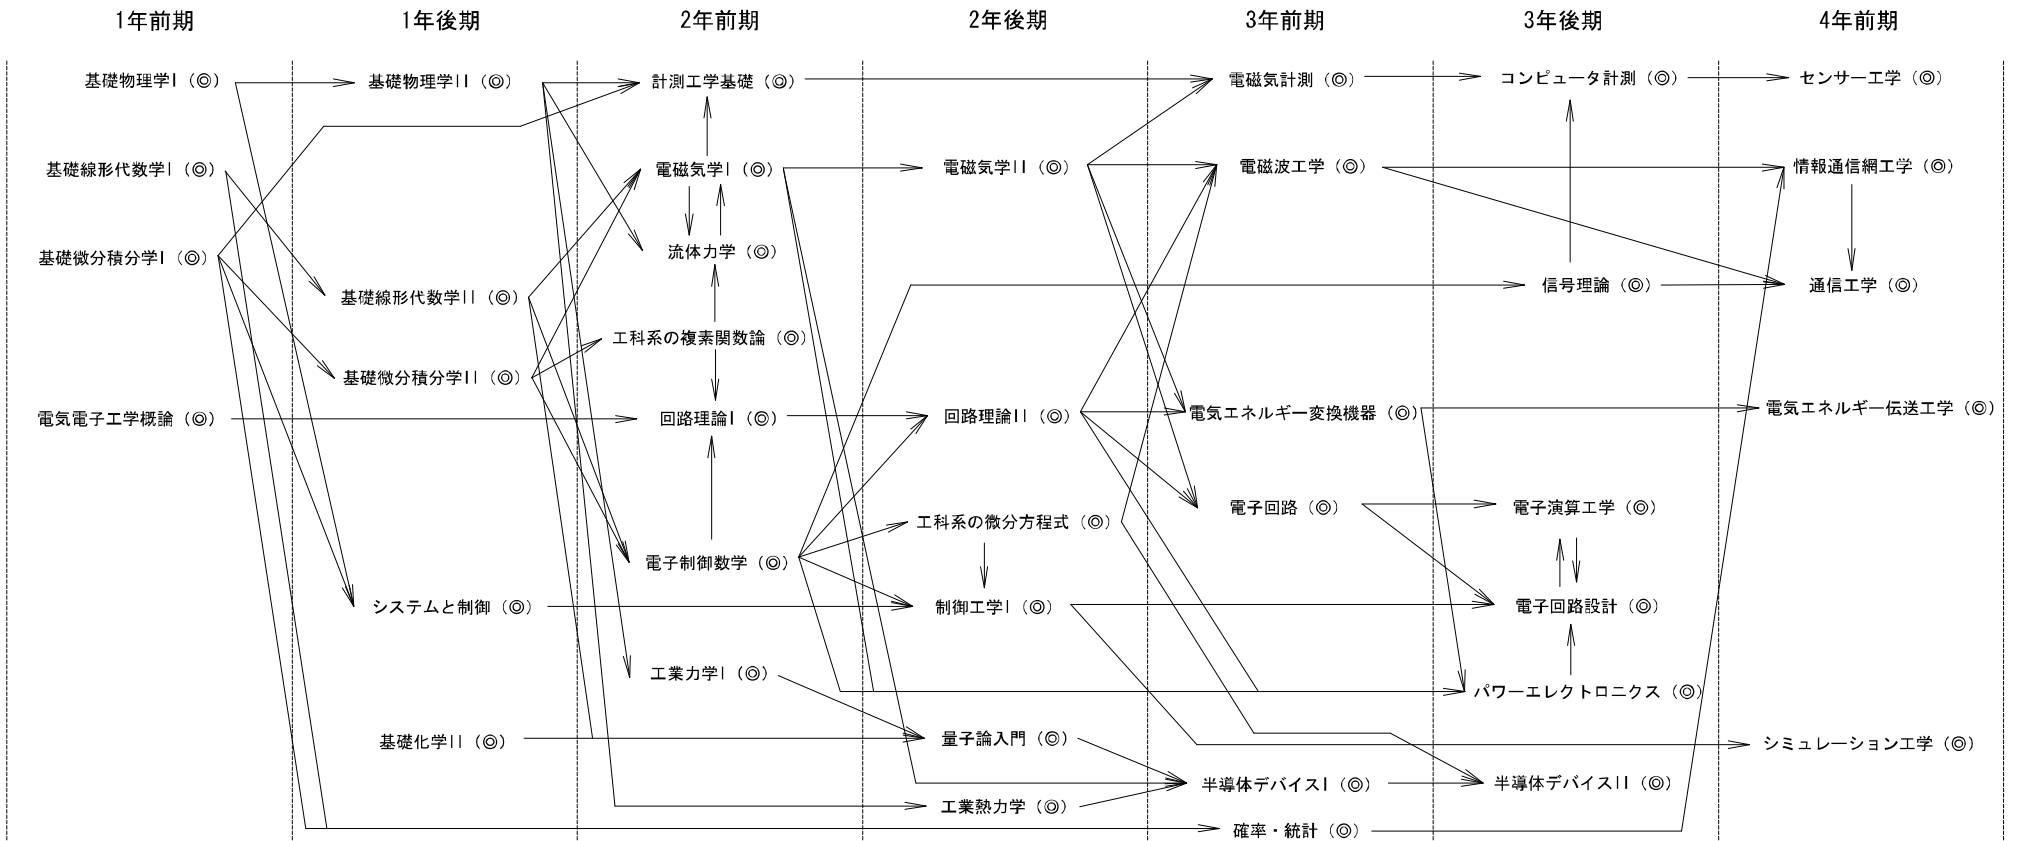 1年前期
1年後期
2年前期
2年後期
3年前期
3年後期
4年前期
基礎物理学I（◎）
基礎線形代数学I（◎）
基礎微分積分学I（◎）
電気電子工学概論（◎）
基礎物理学II（◎）
基礎線形代数学II（◎）
基礎微分積分学II（◎）
システムと制御（◎）
基礎化学II（◎）
計測工学基礎（◎）
電磁気学I（◎）
流体力学（◎）
工科系の複素関数論（◎）
回路理論I（◎）
電子制御数学（◎）
工業力学I（◎）
電磁気学II（◎）
回路理論II（◎）
工科系の微分方程式（◎）
制御工学I（◎）
量子論入門（◎）
工業熱力学（◎）
電磁気計測（◎）
電磁波工学（◎）
電気エネルギー変換機器（◎）
電子回路（◎）
半導体デバイスI（◎）
確率・統計（◎）
コンピュータ計測（◎）
信号理論（◎）
電子演算工学（◎）
電子回路設計（◎）
パワーエレクトロニクス（◎）
半導体デバイスII（◎）
センサー工学（◎）
情報通信網工学（◎）
通信工学（◎）
電気エネルギー伝送工学（◎）
シミュレーション工学（◎）